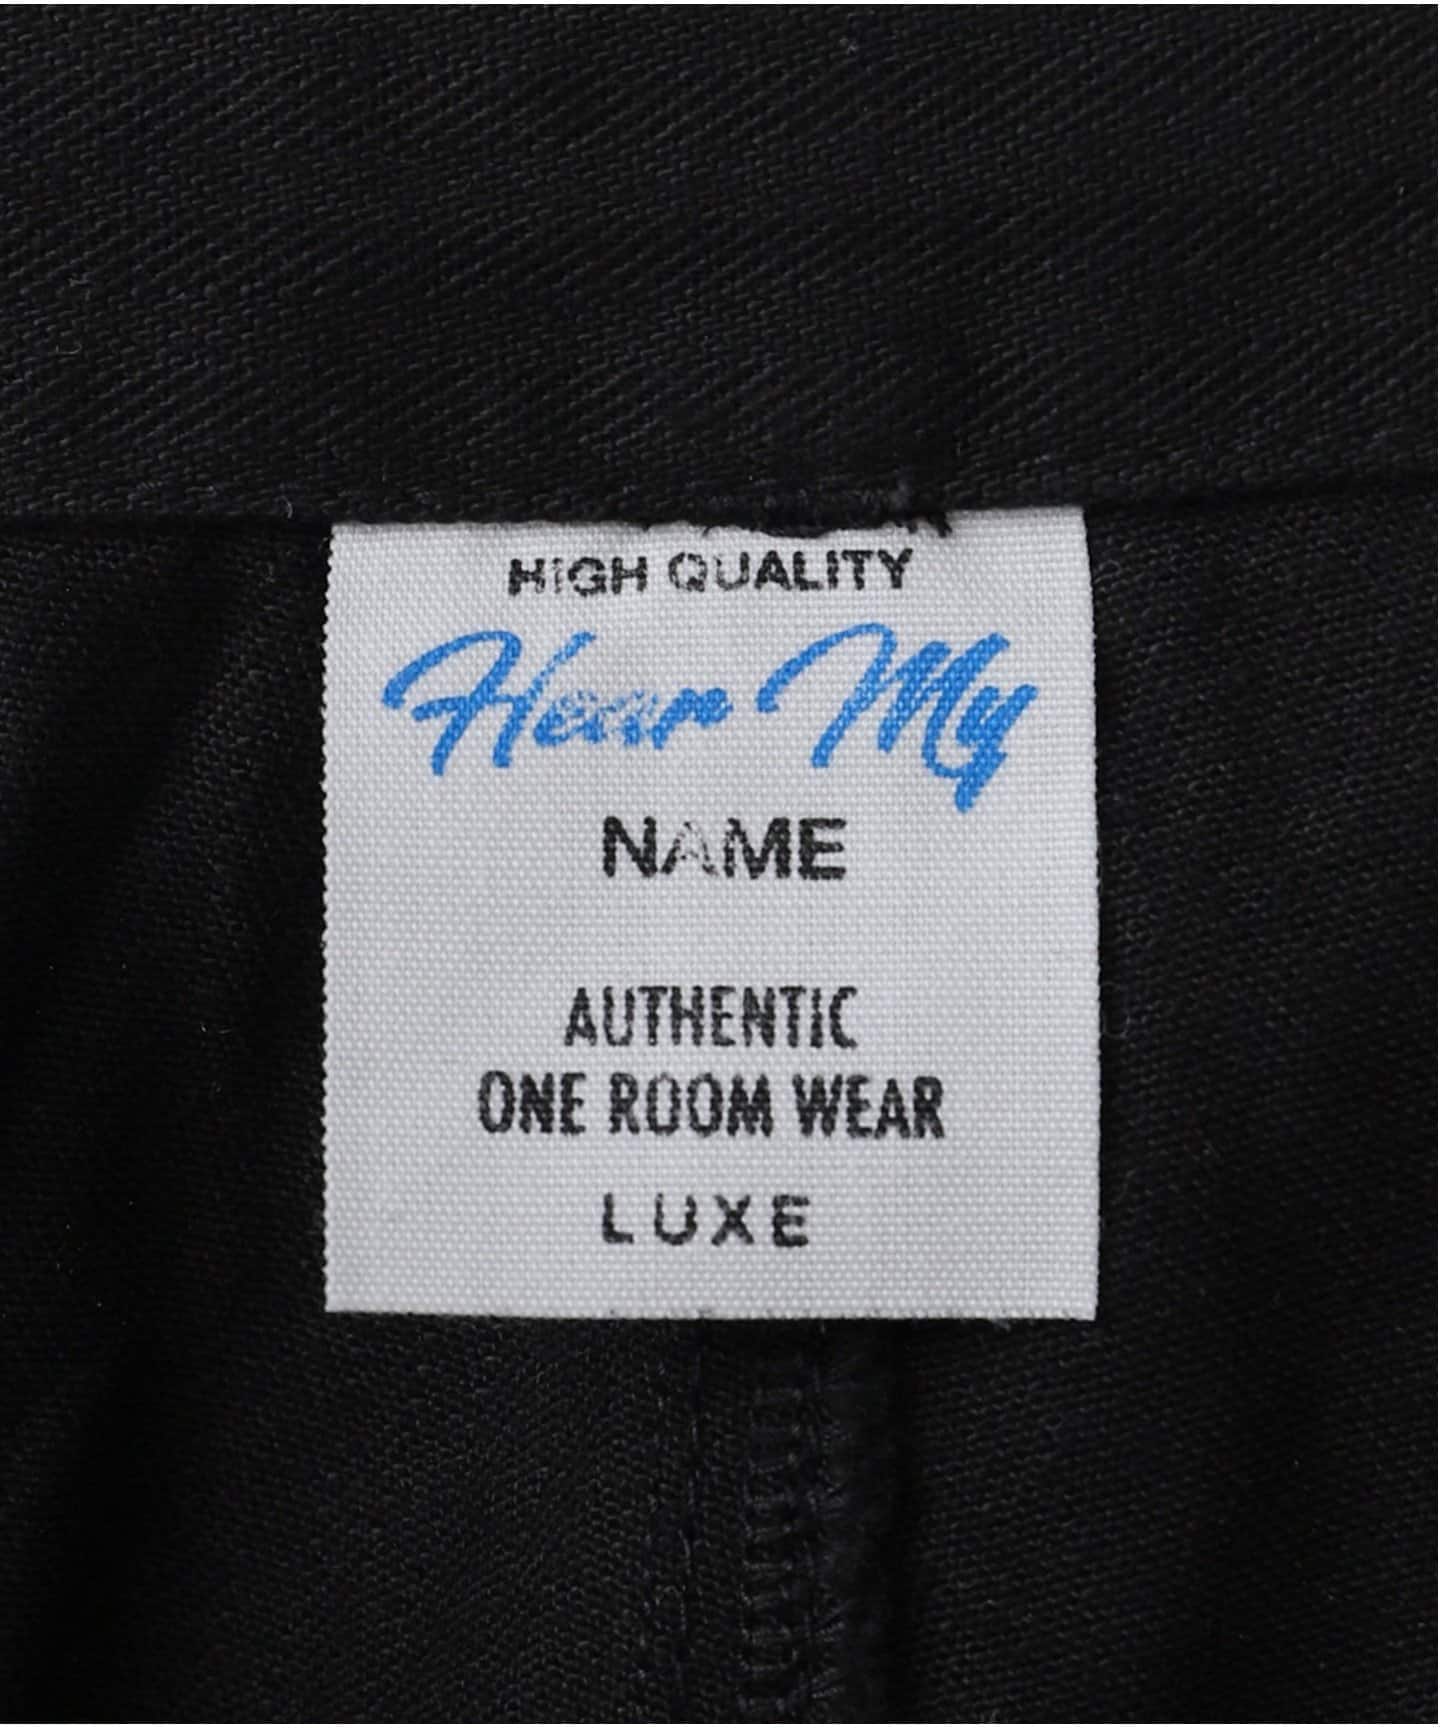 HIGH QUALITY
Hear My
NAME
AUTHENTIC
ONE ROOM WEAR
LUXE